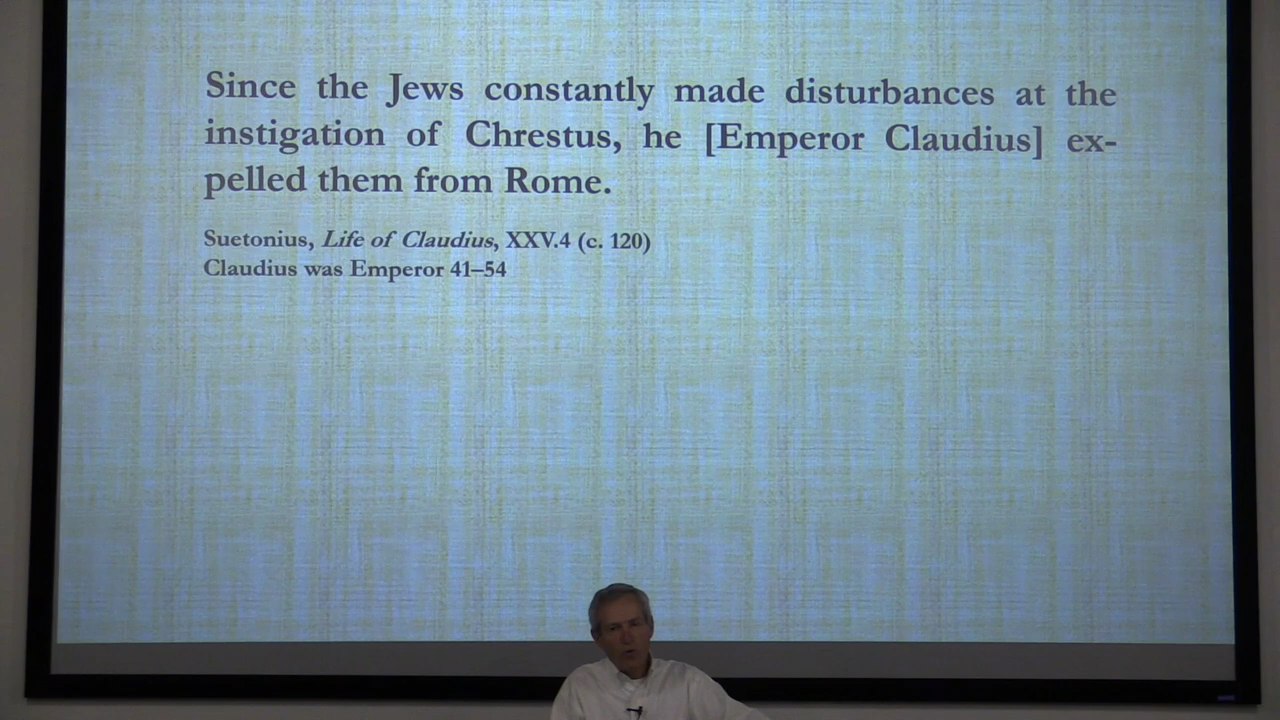 Since the Jews constantly made disturbances at the
instigation of Chrestus, he [Emperor Claudius] ex-
pelled them from Rome.
Suetonius, Life of Claudius, XXV.4 (c. 120)
Claudius was Emperor 41–54